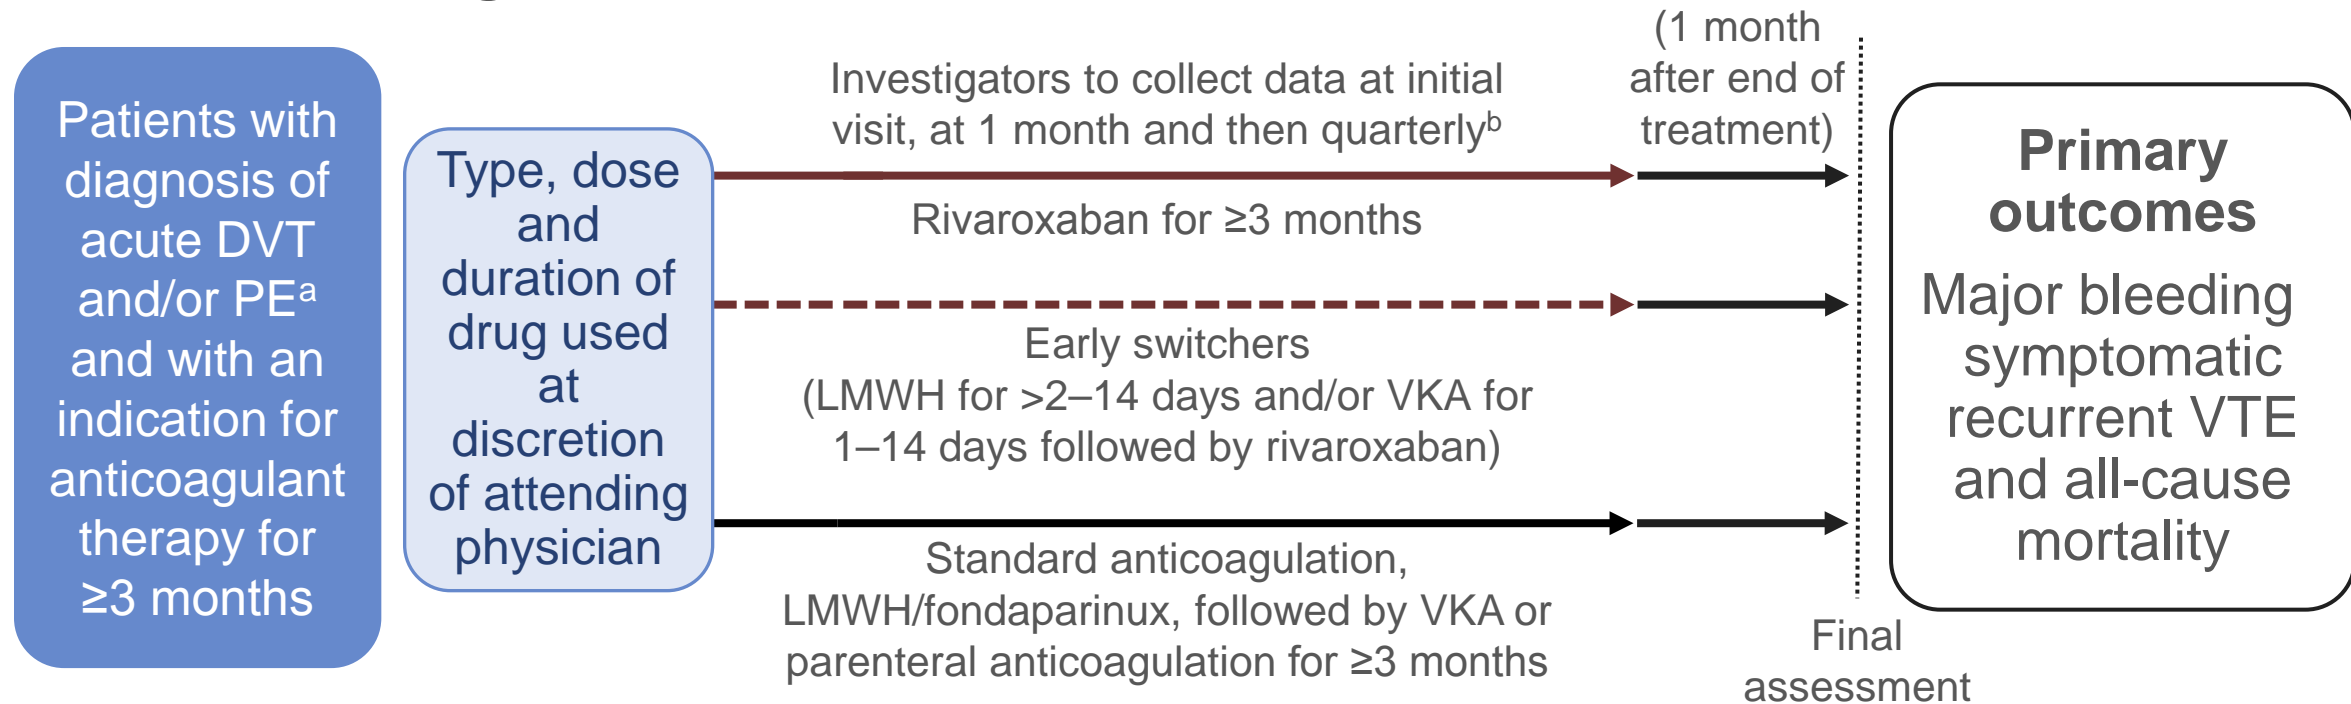 Patients with
diagnosis of
acute DVT
and/or PEᵃ
and with an
indication for
anticoagulant
therapy for
≥3 months
Type, dose
and
duration of
drug used
at
discretion
of attending
physician
Investigators to collect data at initial
visit, at 1 month and then quarterlyᵇ
Rivaroxaban for ≥3 months
Early switchers
(LMWH for >2–14 days and/or VKA for
1–14 days followed by rivaroxaban)
Standard anticoagulation,
LMWH/fondaparinux, followed by VKA or
parenteral anticoagulation for ≥3 months
(1 month
after end of
treatment)
Final
assessment
Primary
outcomes
Major bleeding
symptomatic
recurrent VTE
and all-cause
mortality